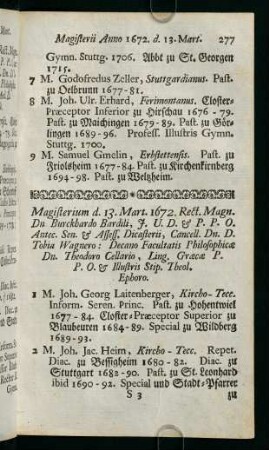 Magisterii Anno 1672. d. 13. Mart. 277
Gymn. Stuttg. 1706. Abbt zu St. Georgen
1715.
7 M. Godofredus Zeller, Stuttgardianus. Past.
zu Oelbrunn 1677-81.
8 M. Joh. Ulr. Erhard, Ferimontanus. Closter-
Præceptor Inferior zu Hirschau 1676-79.
Past. zu Maichingen 1679-89. Past. zu Gör-
lingen 1689-96. Profess. Illustris Gymn.
Stuttg. 1700.
9 M. Samuel Gmelin, Erbstettensis. Past. zu
Friolsheim 1677-84 Past. zu Kirchenkirnberg
1694-98. Past. zu Welzheim.
Magisterium d. 13. Mart. 1672. Rect. Magn.
Dn. Burckhardo Bardili, J. U. D. & P. P. O.
Antec. Sen. & Assess. Dicasterii, Cancell. Dn. D.
Tobia Wagnero: Decano Facultatis Philosophicæ
Dn. Theodoro Cellario, Ling. Græcæ P.
P. O. & Illustris Stip. Theol.
Ephoro.
1 M. Joh. Georg Laitenberger, Kircho-Tecc.
Inform. Seren. Princ. Past. zu Hohentwiel
1677-84. Closter-Præceptor Superior zu
Blaubeuren 1684-89. Special zu Wildberg
1689-93.
2 M. Joh. Jac. Heim, Kircho-Tecc. Repet.
Diac. zu Bessigheim 1680-82. Diac. zu
Stuttgart 1682-90. Past. zu St. Leonhard
ibid 1690-92. Special und Stadt-Pfarrer
S 3 zu